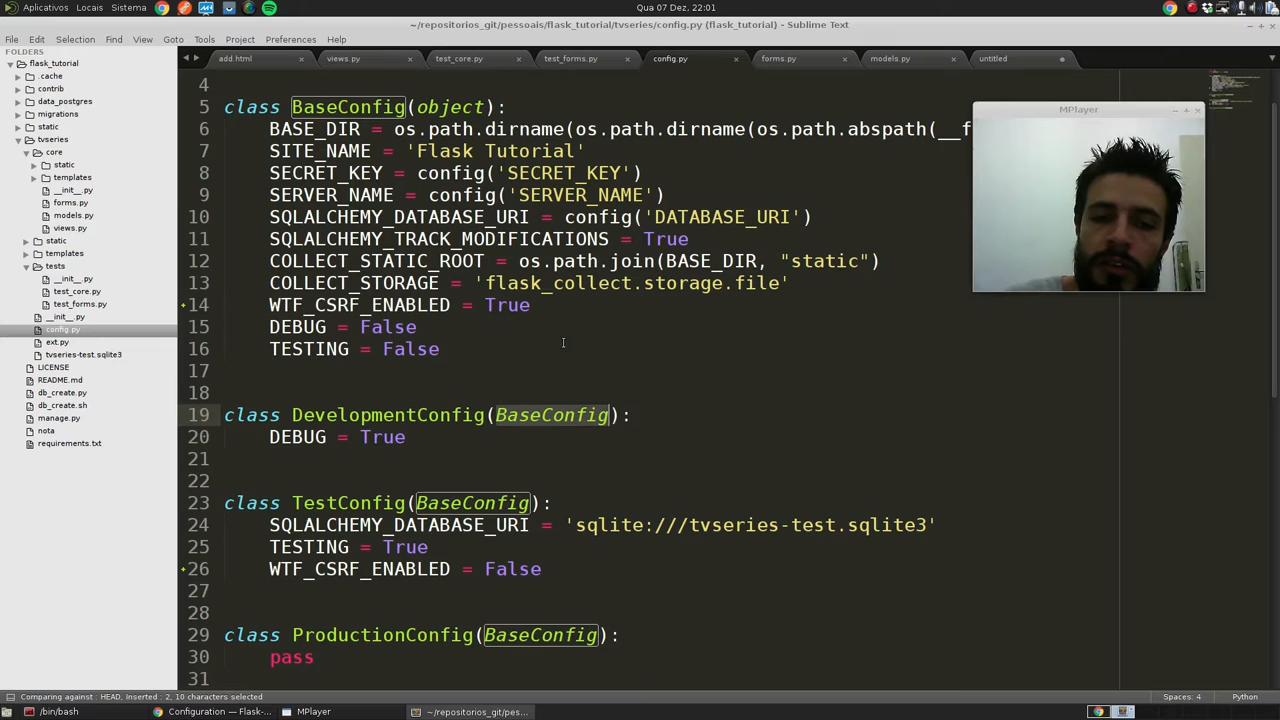 Aplicativos Locais Sistema
Qua 07 Dez, 22:01
~/repositorios_git/pessoais/flask_tutorial/tvseries/config.py (flask_tutorial) - Sublime Text
File Edit Selection Find View Goto Tools Project Preferences Help
FOLDERS
flask_tutorial
.cache
contrib
data_postgres
migrations
static
tvseries
core
static
templates
__init__.py
forms.py
models.py
views.py
static
templates
tests
__init__.py
test_core.py
test_forms.py
__init__.py
config.py
ext.py
tvseries-test.sqlite3
LICENSE
README.md
db_create.py
db_create.sh
manage.py
nota
requirements.txt
add.html views.py test_core.py test_forms.py config.py forms.py models.py untitled
4
5 class BaseConfig(object):
6 BASE_DIR = os.path.dirname(os.path.dirname(os.path.abspath(__f
7 SITE_NAME = 'Flask Tutorial'
8 SECRET_KEY = config('SECRET_KEY')
9 SERVER_NAME = config('SERVER_NAME')
10 SQLALCHEMY_DATABASE_URI = config('DATABASE_URI')
11 SQLALCHEMY_TRACK_MODIFICATIONS = True
12 COLLECT_STATIC_ROOT = os.path.join(BASE_DIR, "static")
13 COLLECT_STORAGE = 'flask_collect.storage.file'
14 WTF_CSRF_ENABLED = True
15 DEBUG = False
16 TESTING = False
17
18
19 class DevelopmentConfig(BaseConfig):
20 DEBUG = True
21
22
23 class TestConfig(BaseConfig):
24 SQLALCHEMY_DATABASE_URI = 'sqlite:///tvseries-test.sqlite3'
25 TESTING = True
26 WTF_CSRF_ENABLED = False
27
28
29 class ProductionConfig(BaseConfig):
30 pass
31
MPlayer
Comparing against : HEAD, Inserted : 2, 10 characters selected
Spaces: 4
Python
/bin/bash
Configuration — Flask-...
MPlayer
~/repositorios_git/pes...